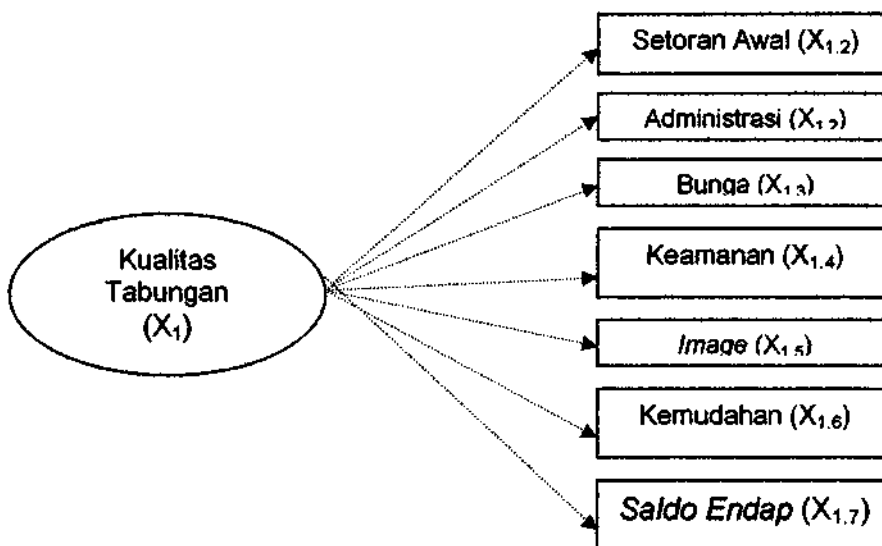 Setoran Awal (X₁.₂)
Administrasi (X₁.₂)
Bunga (X₁.₃)
Kualitas
Tabungan
(X₁)
Keamanan (X₁.₄)
Image (X₁.₅)
Kemudahan (X₁.₆)
Saldo Endap (X₁.₇)